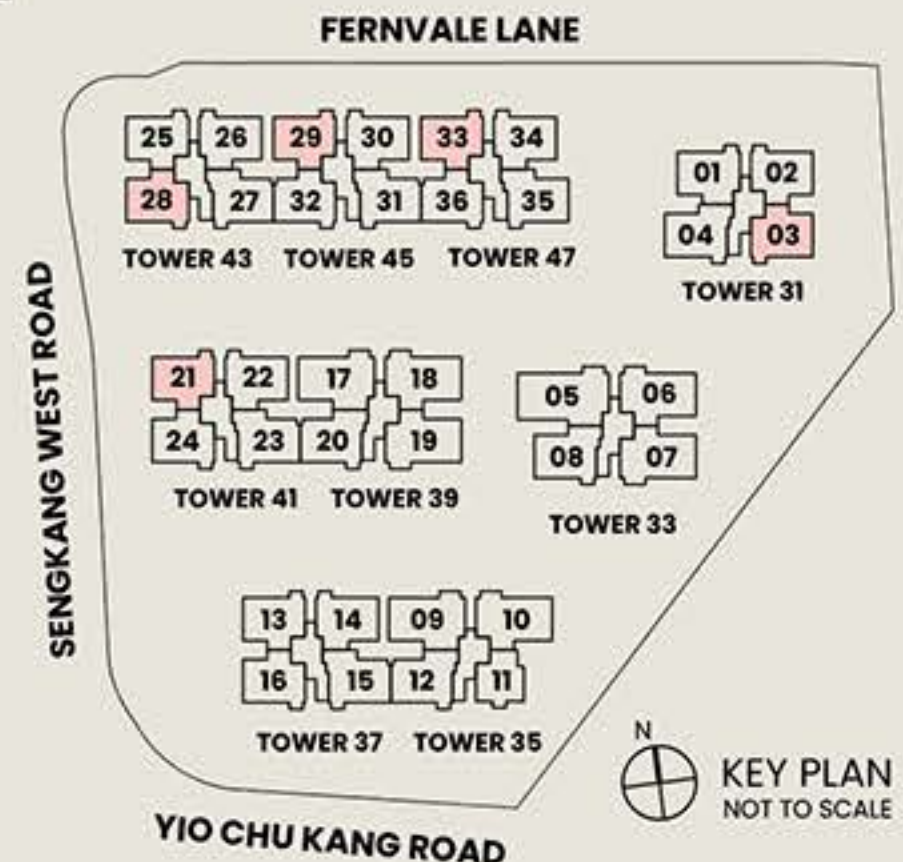 FERNVALE LANE
25 26 29 30 33 34
28 27 32 31 36 35
TOWER 43 TOWER 45 TOWER 47
01 02
04 03
TOWER 31
SENGKANG WEST ROAD
21 22 17 18
24 23 20 19
TOWER 41 TOWER 39
05 06
08 07
TOWER 33
13 14 09 10
16 15 12 11
TOWER 37 TOWER 35
N
KEY PLAN
NOT TO SCALE
YIO CHU KANG ROAD